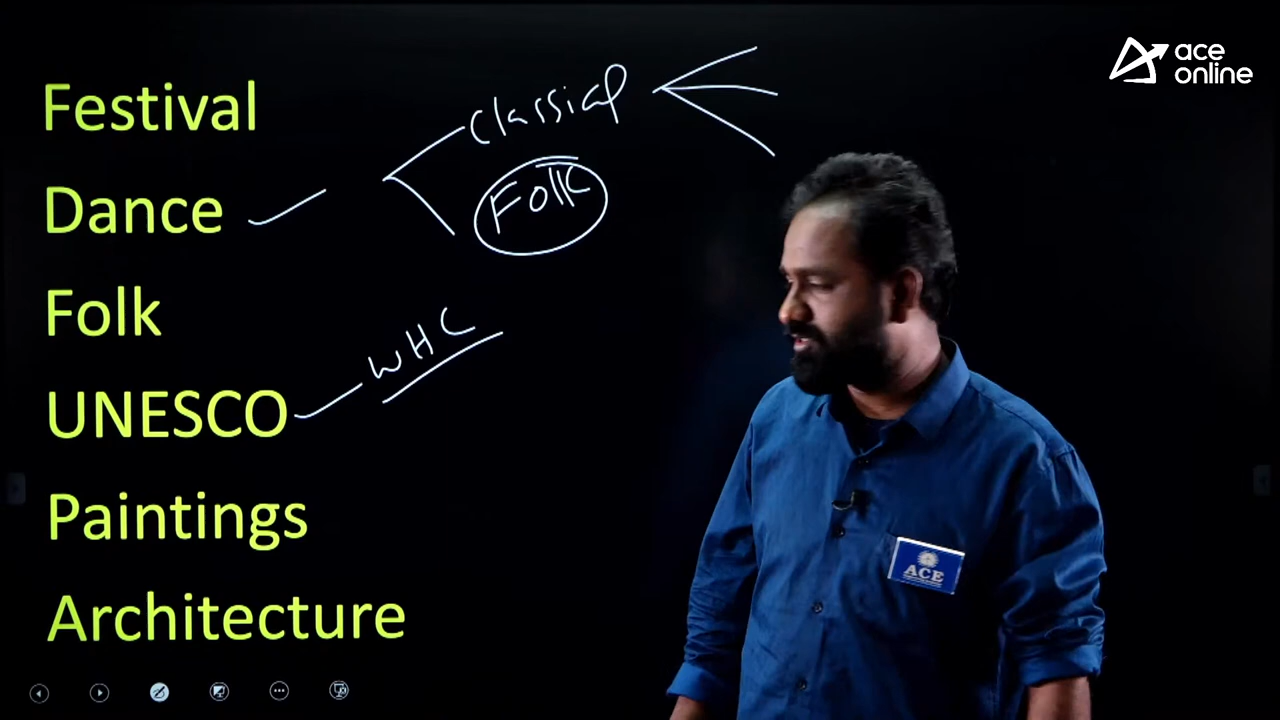 ace
online
Festival
Classical
Dance
Folk
Folk
WHC
UNESCO
Paintings
ACE
Architecture